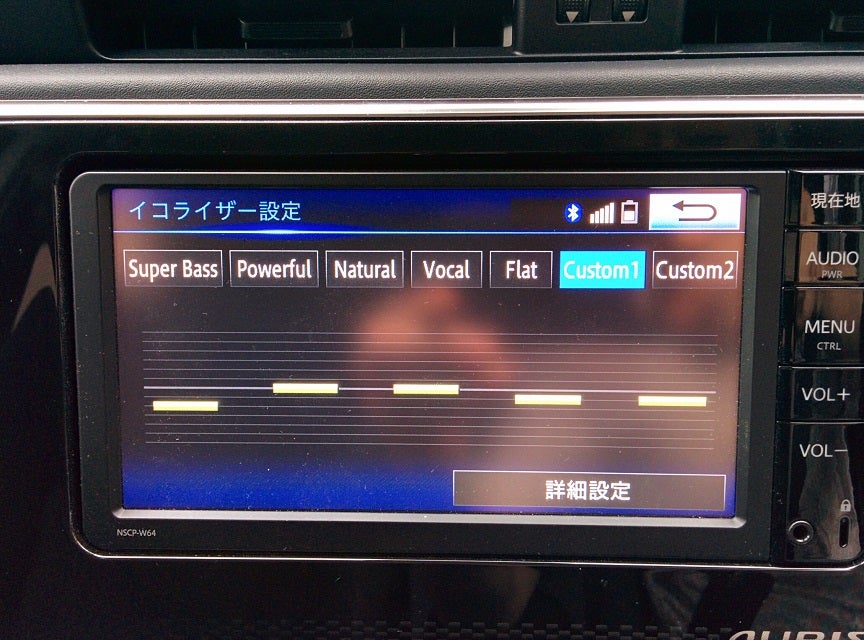 イコライザー設定
Super Bass Powerful Natural Vocal Flat Custom1 Custom2
詳細設定
NSCP-W64
現在地
AUDIO
PWR
MENU
CTRL
VOL+
VOL−